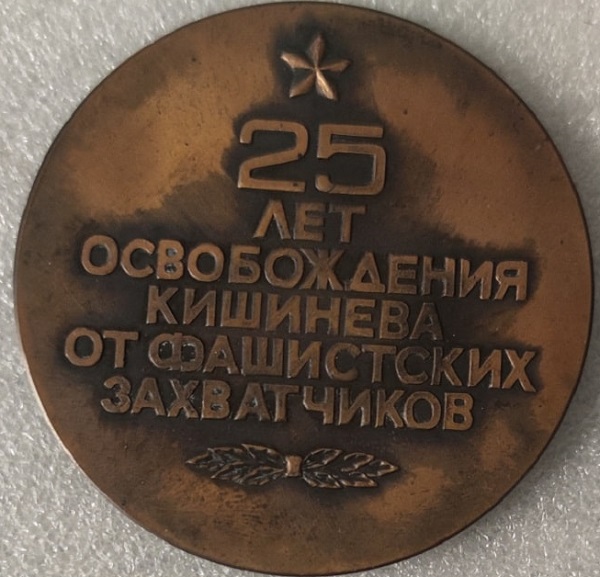 25
ЛЕТ
ОСВОБОЖДЕНИЯ
КИШИНЕВА
ОТ ФАШИСТСКИХ
ЗАХВАТЧИКОВ